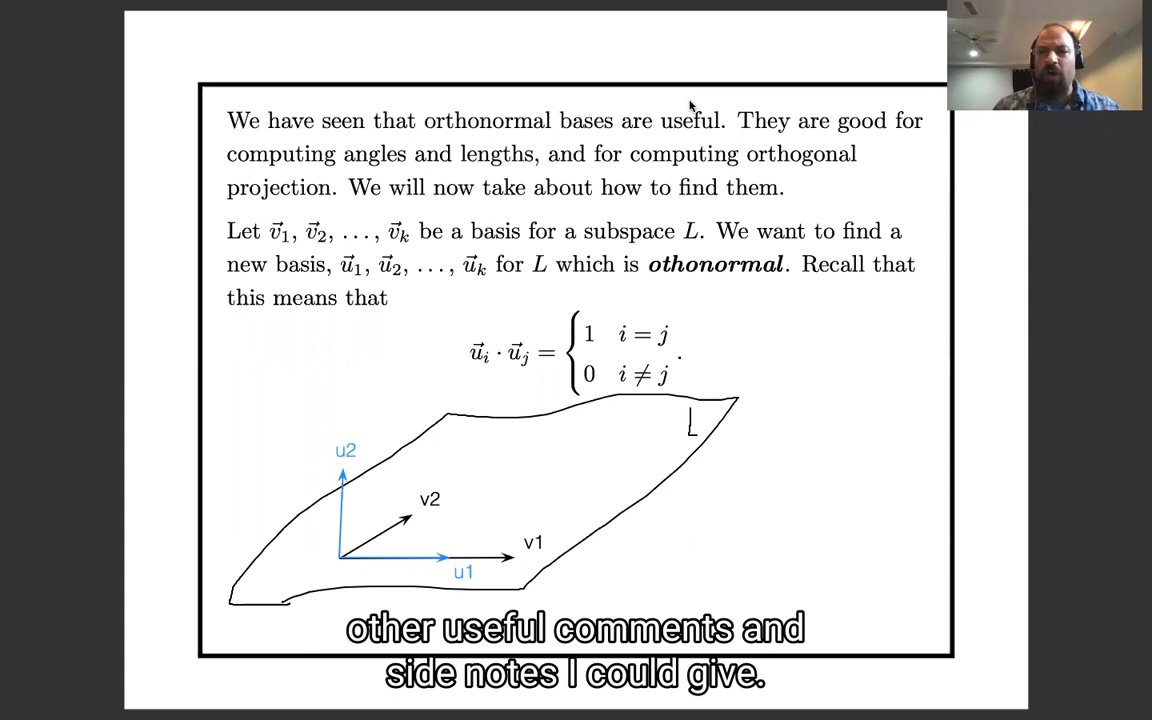 We have seen that orthonormal bases are useful. They are good for
computing angles and lengths, and for computing orthogonal
projection. We will now take about how to find them.
Let v⃗₁, v⃗₂, …, v⃗ₖ be a basis for a subspace L. We want to find a
new basis, u⃗₁, u⃗₂, …, u⃗ₖ for L which is othonormal. Recall that
this means that
u⃗ᵢ · u⃗ⱼ = { 1 i = j
0 i ≠ j .
L
u2
v2
v1
u1
other useful comments and
side notes I could give.